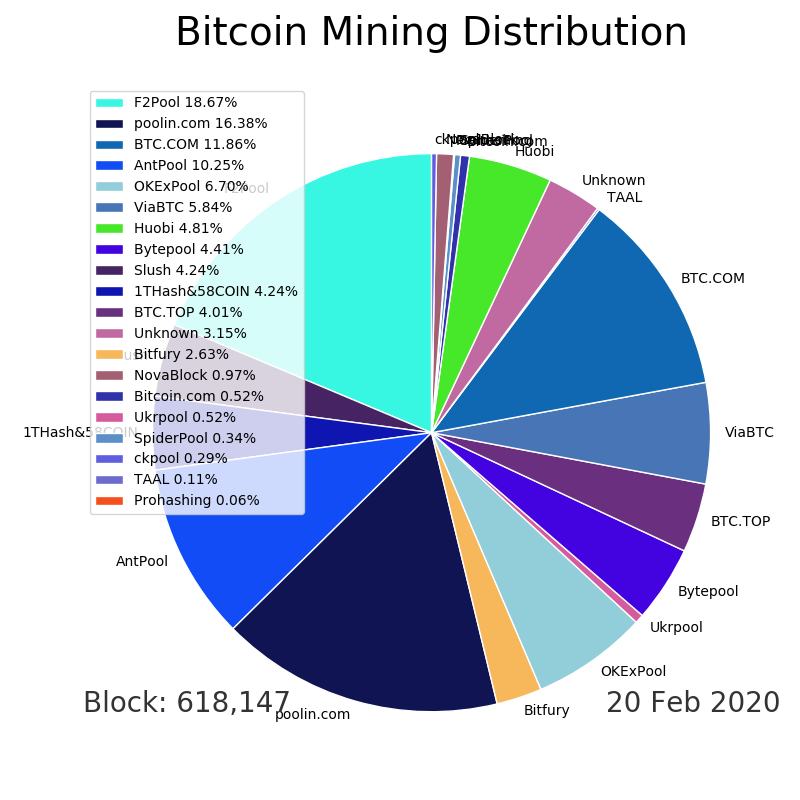 Bitcoin Mining Distribution
F2Pool 18.67%
poolin.com 16.38%
BTC.COM 11.86%
AntPool 10.25%
OKExPool 6.70%
ViaBTC 5.84%
Huobi 4.81%
Bytepool 4.41%
Slush 4.24%
1THash&58COIN 4.24%
BTC.TOP 4.01%
Unknown 3.15%
Bitfury 2.63%
NovaBlock 0.97%
Bitcoin.com 0.52%
Ukrpool 0.52%
SpiderPool 0.34%
ckpool 0.29%
TAAL 0.11%
Prohashing 0.06%
ckpool
Huobi
Unknown
TAAL
BTC.COM
ViaBTC
BTC.TOP
Bytepool
Ukrpool
OKExPool
Bitfury
poolin.com
AntPool
1THash&58COIN
Block: 618,147
20 Feb 2020